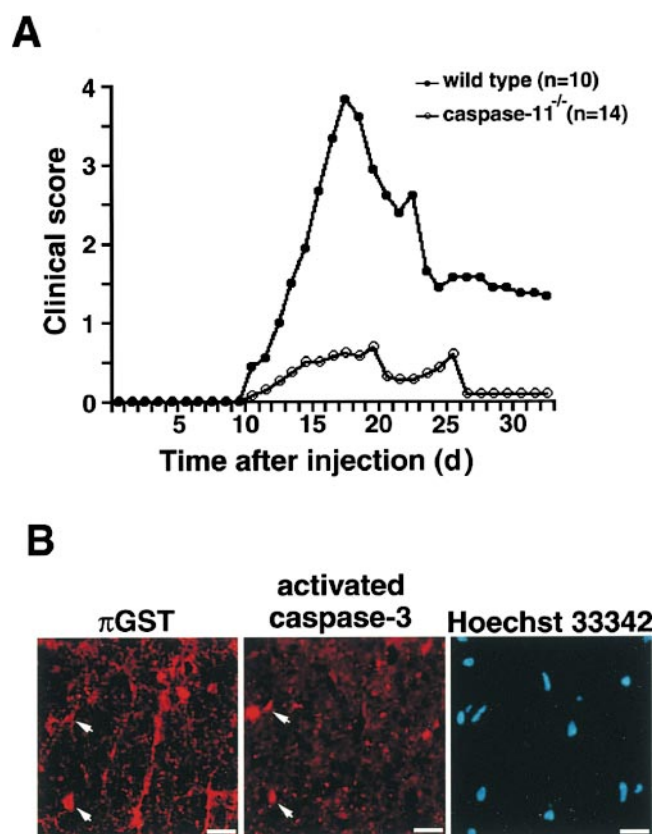 A
wild type (n=10)
caspase-11-/- (n=14)
Clinical score
4
3
2
1
0
5 10 15 20 25 30
Time after injection (d)
B
πGST
activated
caspase-3
Hoechst 33342